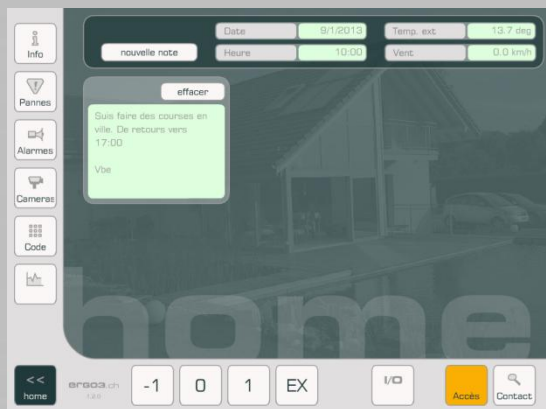 Date 9/1/2013 Temp. ext 13.7 deg
nouvelle note Heure 10:00 Vent 0.0 km/h
Info
Pannes
Alarmes
Cameras
Code
effacer
Suis faire des courses en
ville. De retours vers
17:00
Vbe
home
<< home
ergo3.ch
-1 0 1 EX I/O Accès Contact